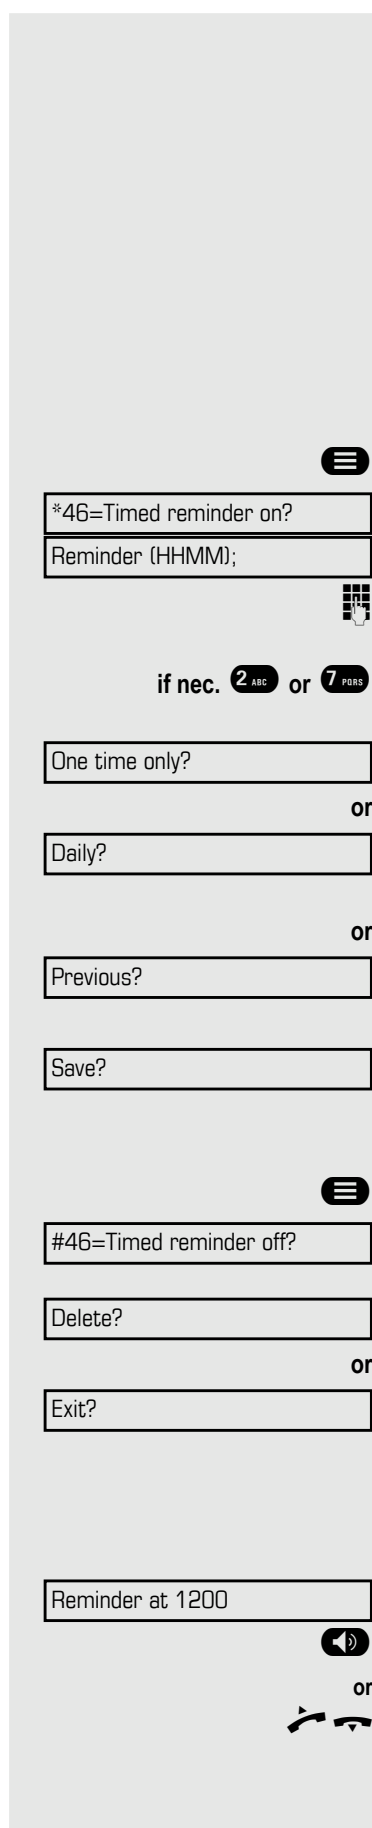 *46=Timed reminder on?
Reminder (HHMM);
if nec. 2 ABC or 7 PQRS
One time only?
or
Daily?
or
Previous?
Save?
#46=Timed reminder off?
Delete?
or
Exit?
Reminder at 1200
or